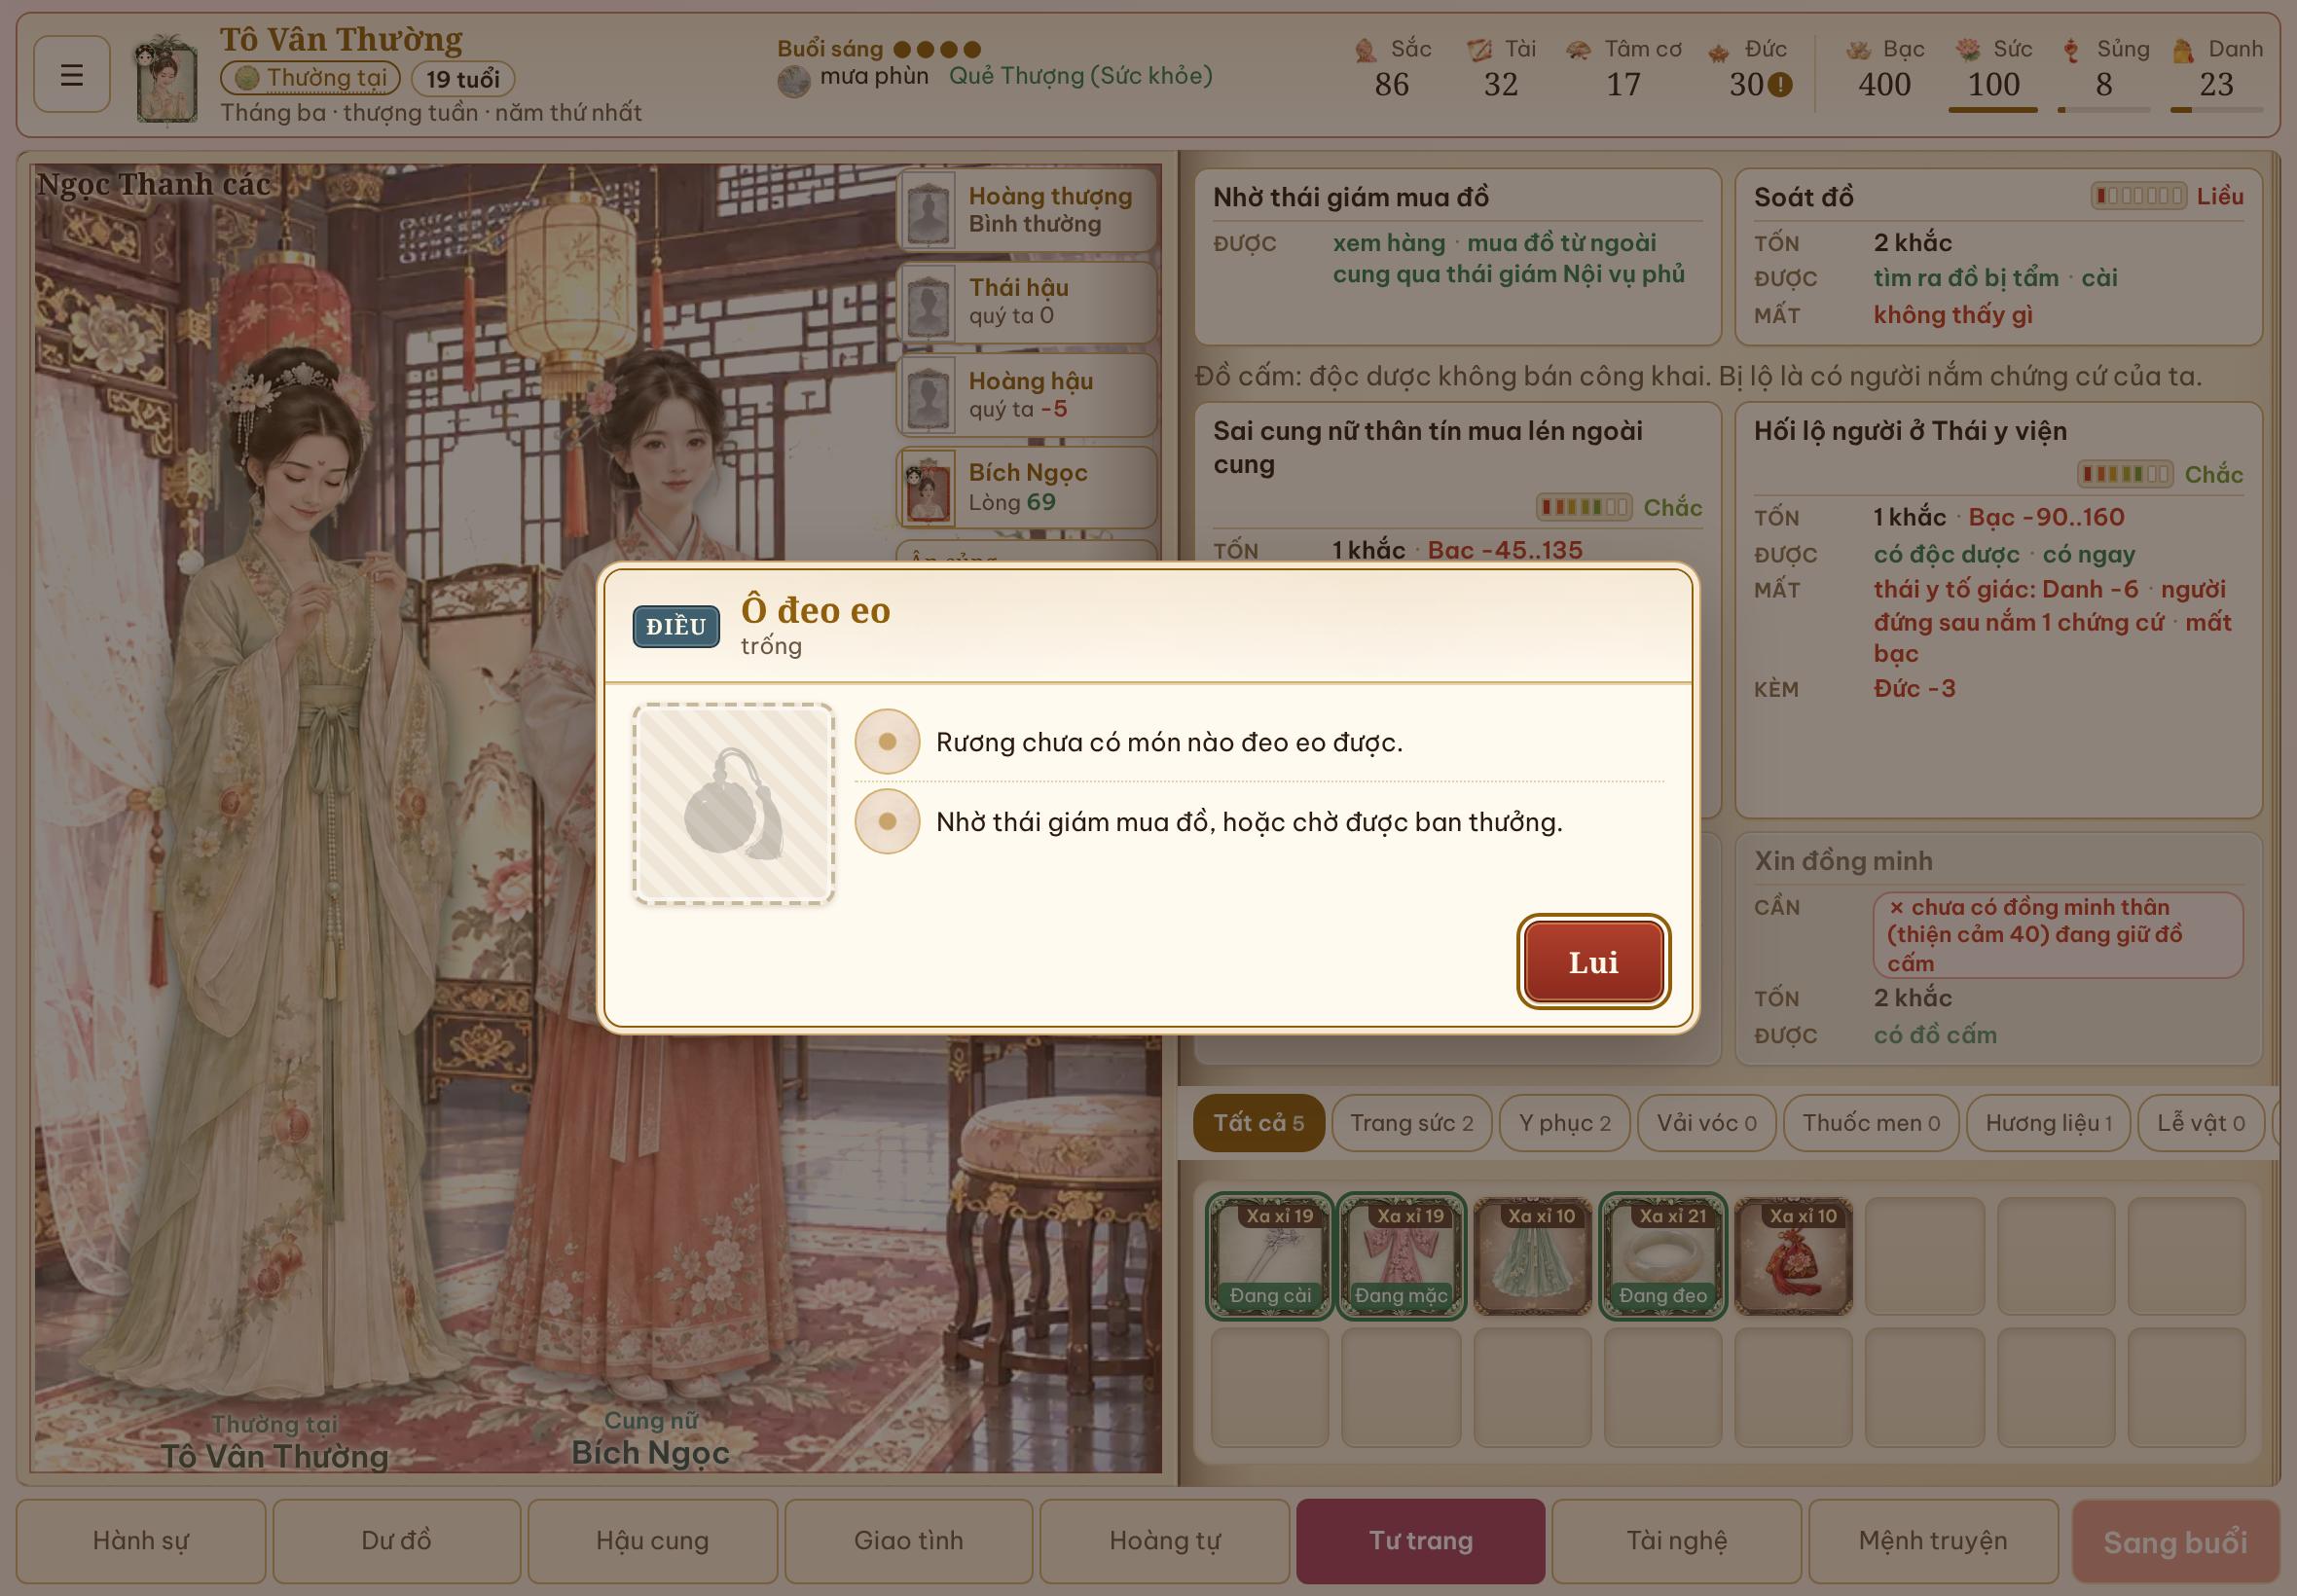 Tô Vân Thường
Thường tại
19 tuổi
Tháng ba · thượng tuần · năm thứ nhất
Buổi sáng
mưa phùn Quẻ Thượng (Sức khỏe)
Sắc
86
Tài
32
Tâm cơ
17
Đức
30
Bạc
400
Sức
100
Sủng
8
Danh
23
Ngọc Thanh các
Hoàng thượng
Bình thường
Thái hậu
quý ta 0
Hoàng hậu
quý ta -5
Bích Ngọc
Lòng 69
Thường tại
Tô Vân Thường
Cung nữ
Bích Ngọc
Nhờ thái giám mua đồ
ĐƯỢC xem hàng · mua đồ từ ngoài
cung qua thái giám Nội vụ phủ
Soát đồ Liều
TỐN 2 khắc
ĐƯỢC tìm ra đồ bị tẩm · cài
MẤT không thấy gì
Đồ cấm: độc dược không bán công khai. Bị lộ là có người nắm chứng cứ của ta.
Sai cung nữ thân tín mua lén ngoài
cung
Chắc
TỐN 1 khắc · Bạc -45..135
Hối lộ người ở Thái y viện
Chắc
TỐN 1 khắc · Bạc -90..160
ĐƯỢC có độc dược · có ngay
MẤT thái y tố giác: Danh -6 · người
đứng sau nắm 1 chứng cứ · mất
bạc
KÈM Đức -3
ĐIỀU
Ô đeo eo
trống
Rương chưa có món nào đeo eo được.
Nhờ thái giám mua đồ, hoặc chờ được ban thưởng.
Lui
Xin đồng minh
CẦN × chưa có đồng minh thân
(thiện cảm 40) đang giữ đồ
cấm
TỐN 2 khắc
ĐƯỢC có đồ cấm
Tất cả 5
Trang sức 2
Y phục 2
Vải vóc 0
Thuốc men 0
Hương liệu 1
Lễ vật 0
Xa xỉ 19
Đang cài
Xa xỉ 19
Đang mặc
Xa xỉ 10
Xa xỉ 21
Đang đeo
Xa xỉ 10
Hành sự
Dư đồ
Hậu cung
Giao tình
Hoàng tự
Tư trang
Tài nghệ
Mệnh truyện
Sang buổi